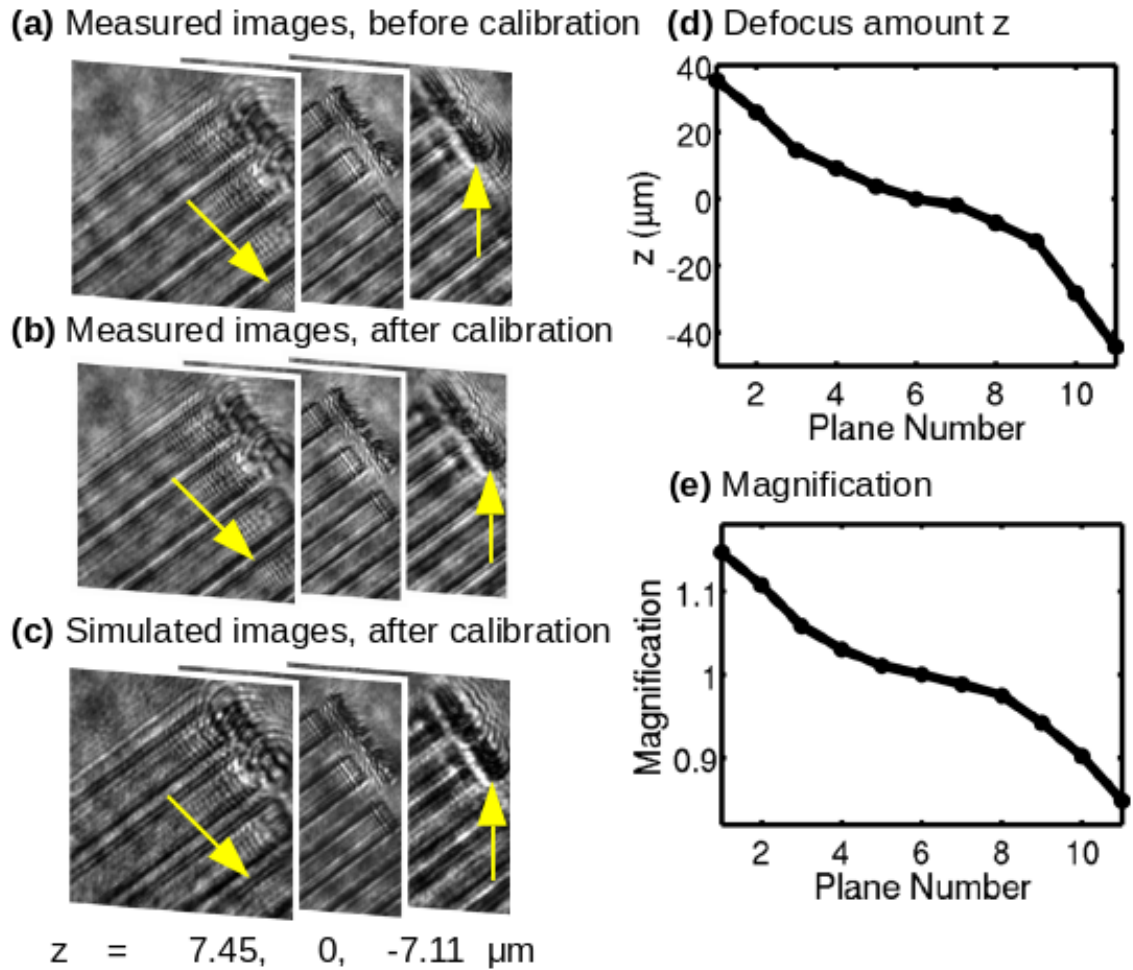 (a) Measured images, before calibration
(b) Measured images, after calibration
(c) Simulated images, after calibration
z = 7.45, 0, -7.11 µm
(d) Defocus amount z
40
20
0
-20
-40
z (µm)
2 4 6 8 10
Plane Number
(e) Magnification
1.1
1
0.9
Magnification
2 4 6 8 10
Plane Number